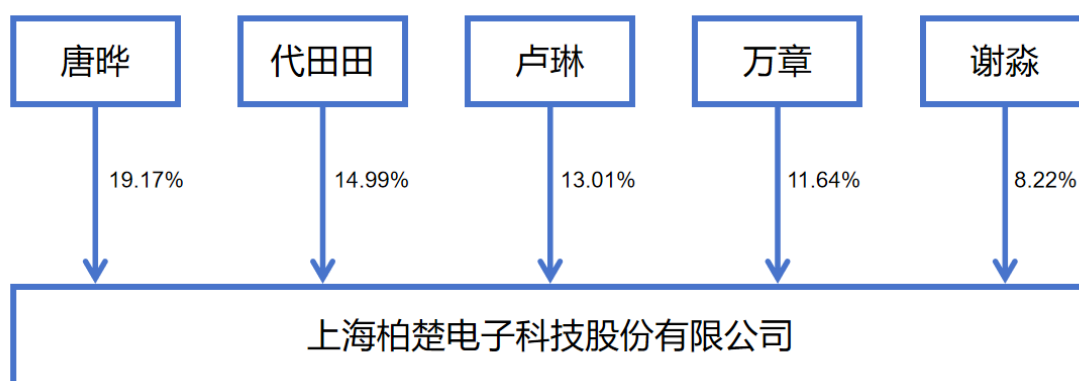 唐晔
代田田
卢琳
万章
谢淼
19.17%
14.99%
13.01%
11.64%
8.22%
上海柏楚电子科技股份有限公司